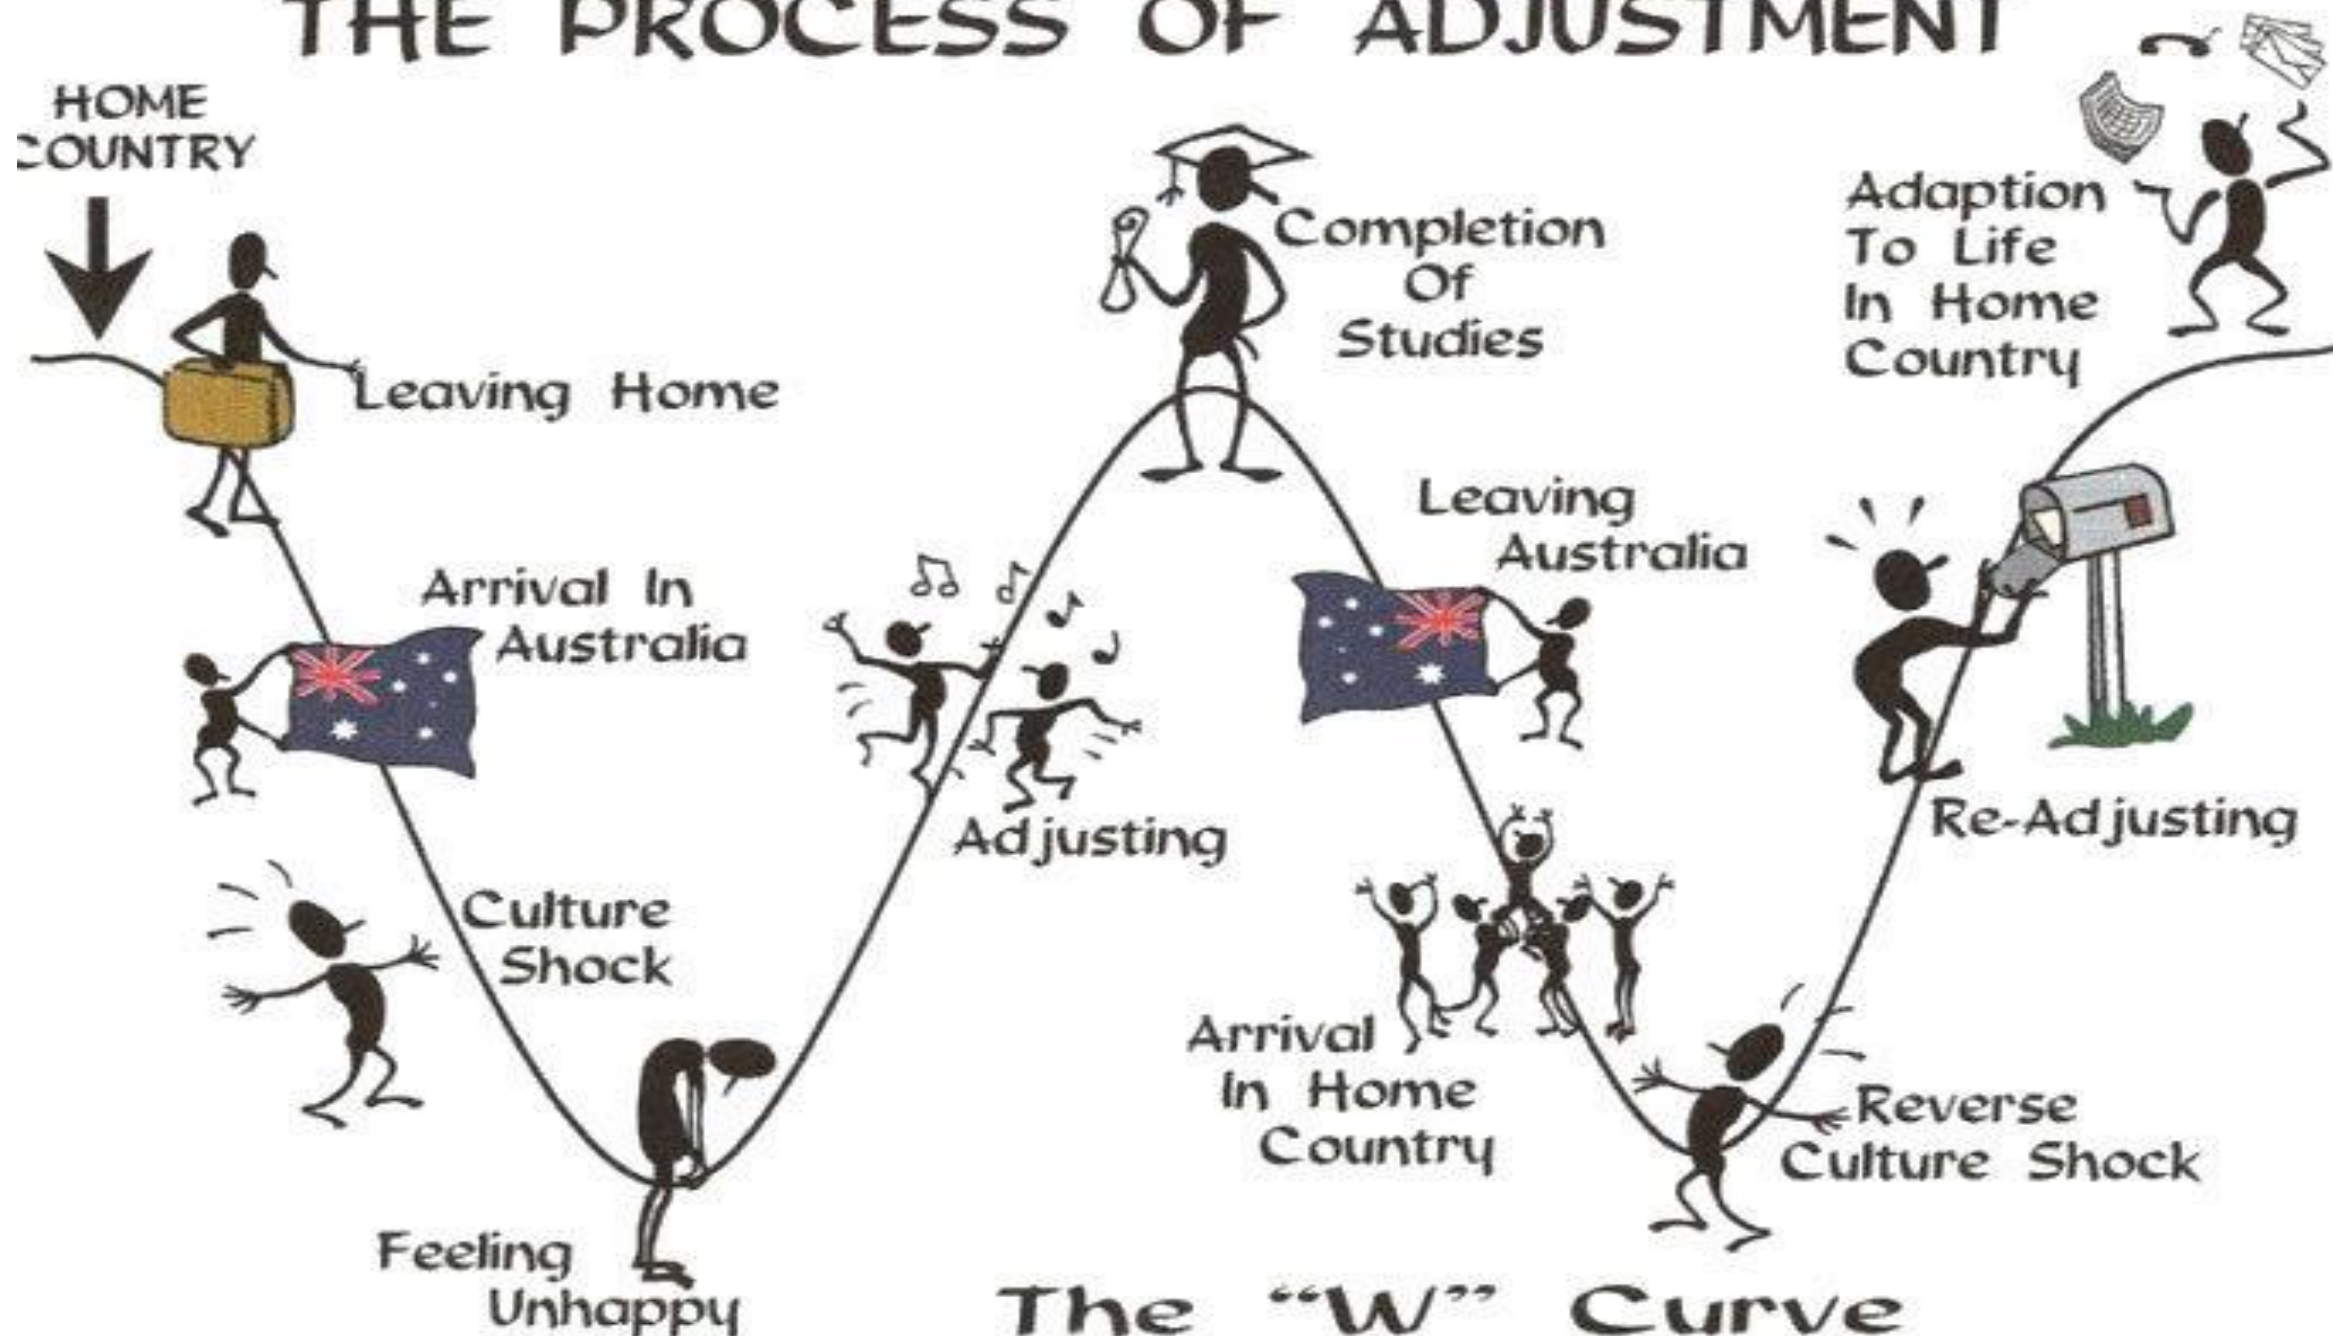 THE PROCESS OF ADJUSTMENT
HOME
COUNTRY
Leaving Home
Arrival In
Australia
Culture
Shock
Feeling
Unhappy
Adjusting
Completion
Of
Studies
Leaving
Australia
Arrival
In Home
Country
Reverse
Culture Shock
Re-Adjusting
Adaption
To Life
In Home
Country
The “W” Curve